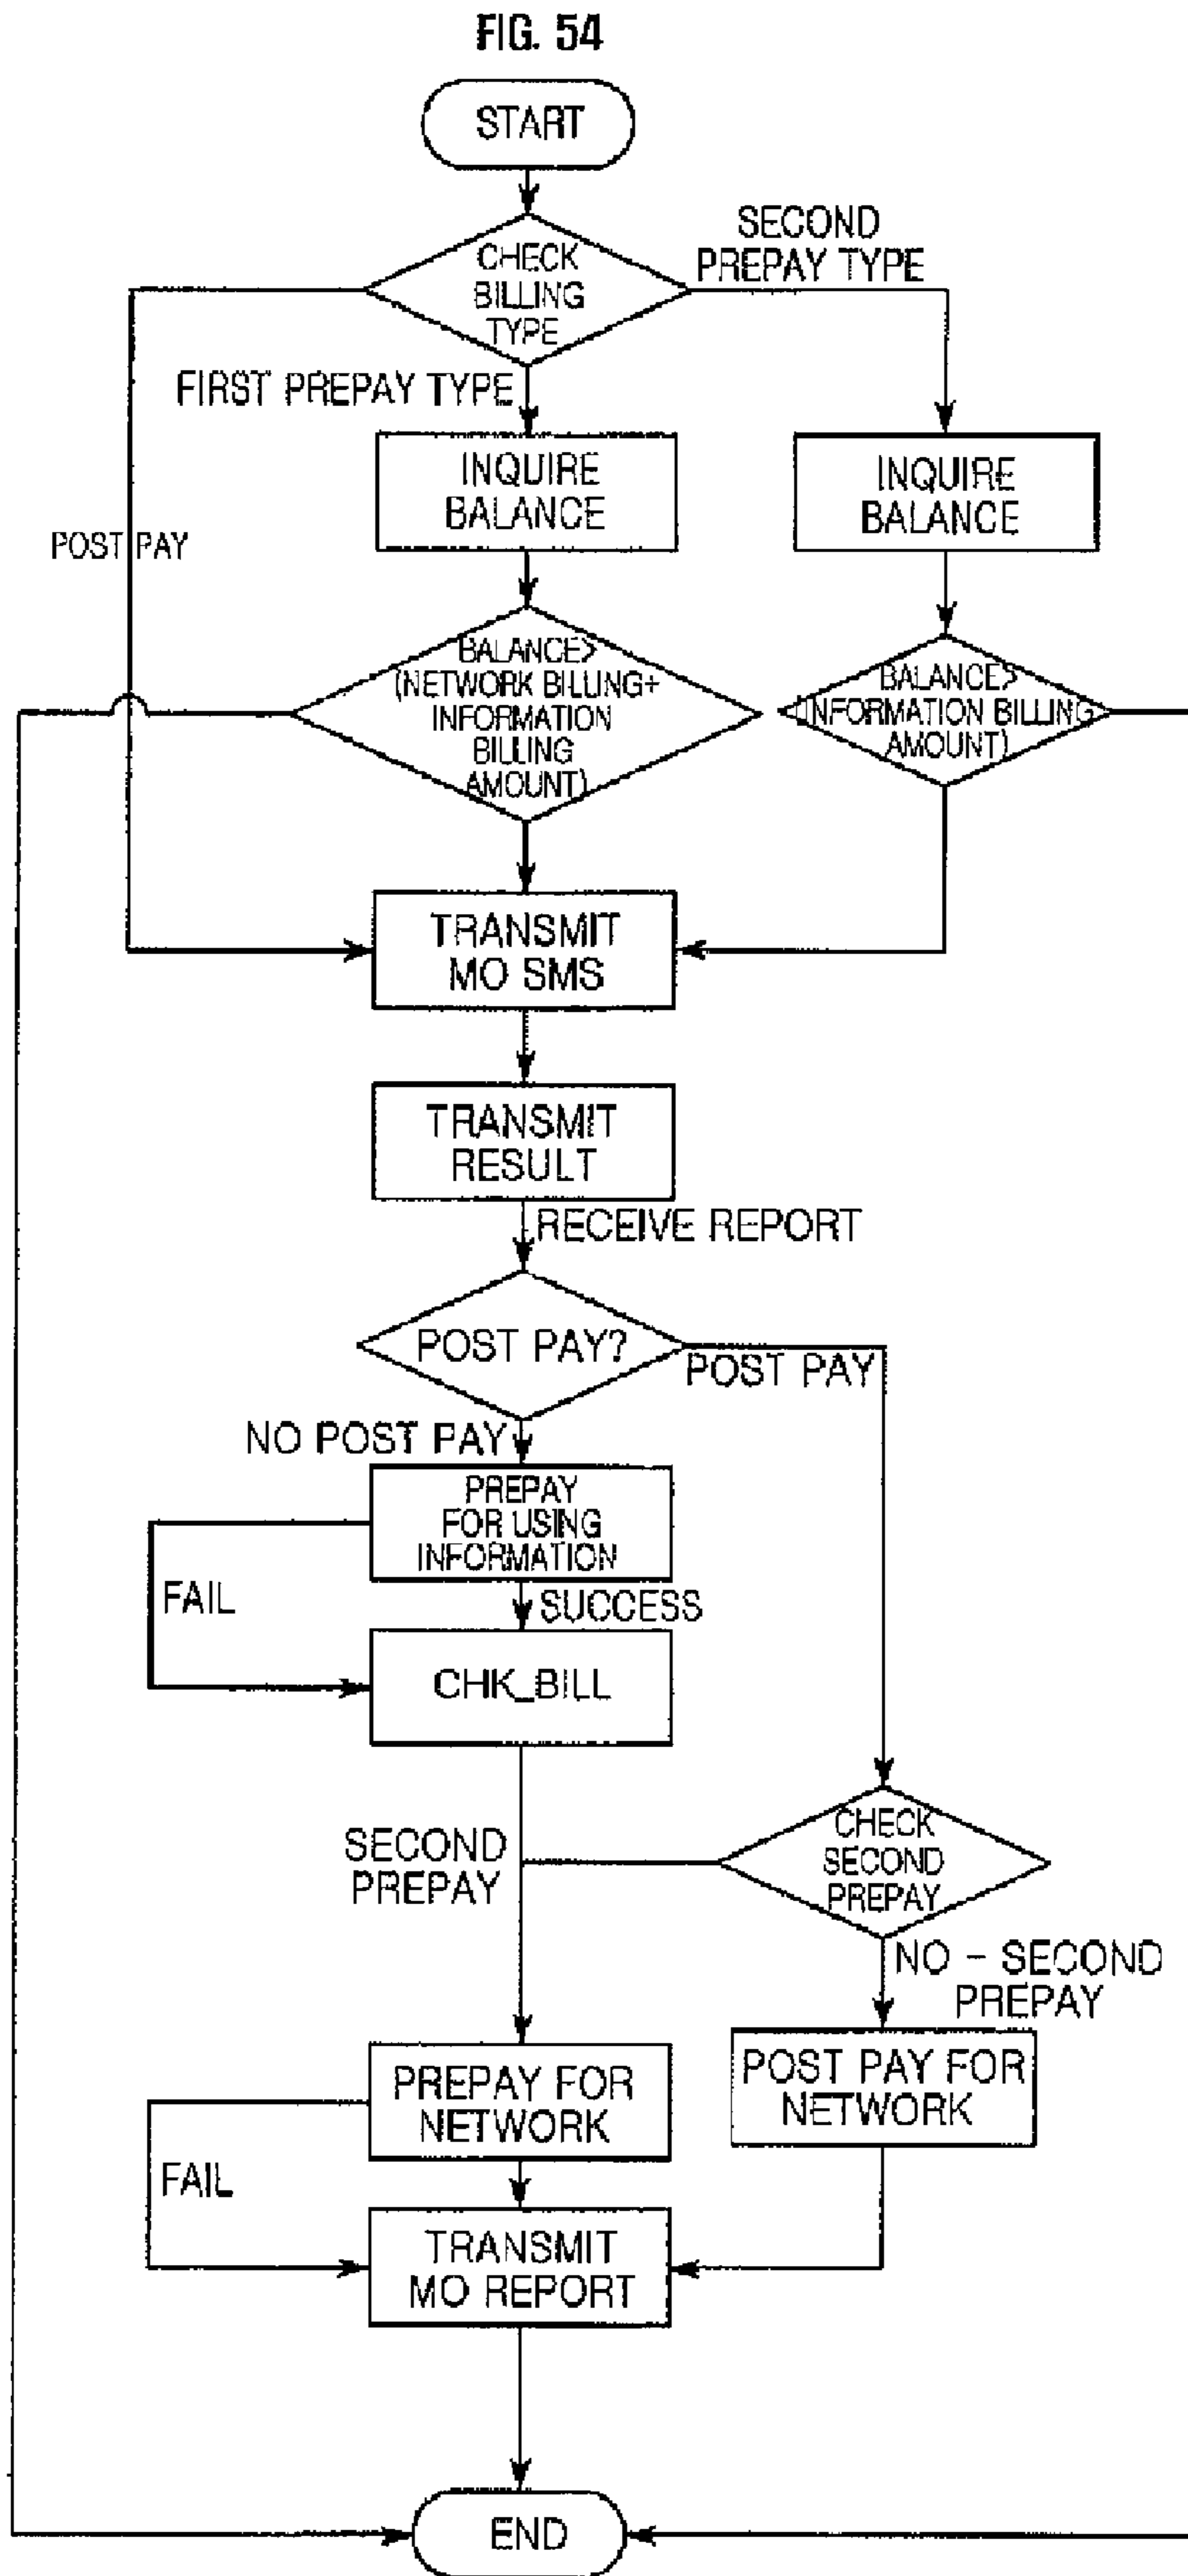 FIG. 54
START
CHECK
BILLING
TYPE
SECOND
PREPAY TYPE
FIRST PREPAY TYPE
POST PAY
INQUIRE
BALANCE
INQUIRE
BALANCE
BALANCE>
(NETWORK BILLING+
INFORMATION
BILLING
AMOUNT)
BALANCE>
(INFORMATION BILLING
AMOUNT)
TRANSMIT
MO SMS
TRANSMIT
RESULT
RECEIVE REPORT
POST PAY?
POST PAY
NO POST PAY
PREPAY
FOR USING
INFORMATION
FAIL
SUCCESS
CHK_BILL
SECOND
PREPAY
CHECK
SECOND
PREPAY
NO - SECOND
PREPAY
PREPAY FOR
NETWORK
POST PAY FOR
NETWORK
FAIL
TRANSMIT
MO REPORT
END